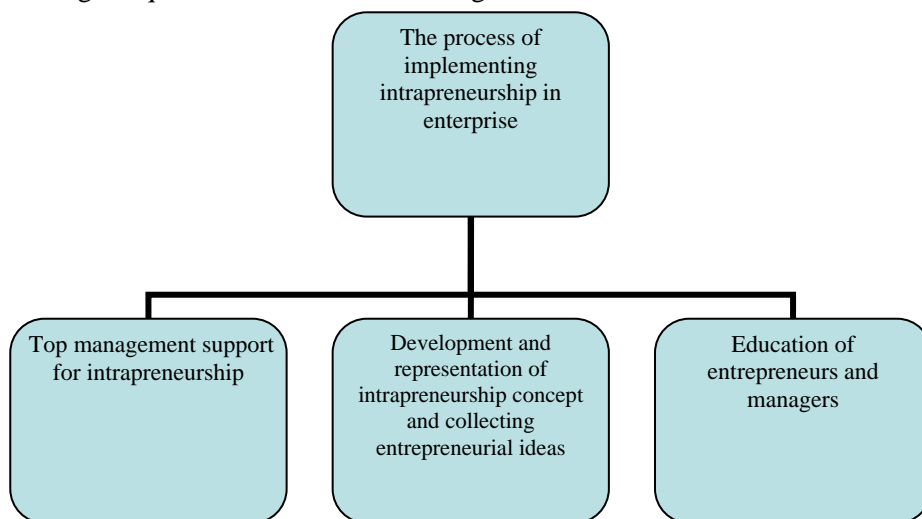 The process of
implementing
intrapreneurship in
enterprise
Top management support
for intrapreneurship
Development and
representation of
intrapreneurship concept
and collecting
entrepreneurial ideas
Education of
entrepreneurs and
managers